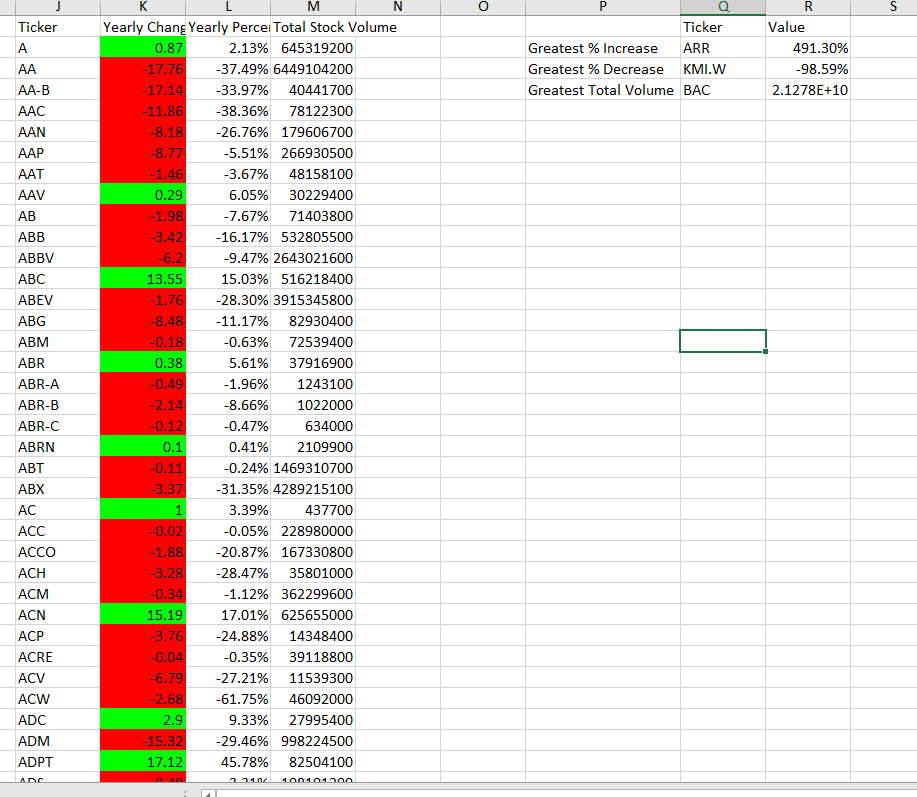 J K L M N O P Q R S
Ticker Yearly Chang Yearly Perce Total Stock Volume Ticker Value
A 0.87 2.13% 645319200 Greatest % Increase ARR 491.30%
AA -17.76 -37.49% 6449104200 Greatest % Decrease KMI.W -98.59%
AA-B -17.14 -33.97% 40441700 Greatest Total Volume BAC 2.1278E+10
AAC -11.86 -38.36% 78122300
AAN -8.18 -26.76% 179606700
AAP -8.77 -5.51% 266930500
AAT -1.46 -3.67% 48158100
AAV 0.29 6.05% 30229400
AB -1.98 -7.67% 71403800
ABB -3.42 -16.17% 532805500
ABBV -6.2 -9.47% 2643021600
ABC 13.55 15.03% 516218400
ABEV -1.76 -28.30% 3915345800
ABG -8.48 -11.17% 82930400
ABM -0.18 -0.63% 72539400
ABR 0.38 5.61% 37916900
ABR-A -0.49 -1.96% 1243100
ABR-B -2.14 -8.66% 1022000
ABR-C -0.12 -0.47% 634000
ABRN 0.1 0.41% 2109900
ABT -0.11 -0.24% 1469310700
ABX -3.37 -31.35% 4289215100
AC 1 3.39% 437700
ACC -0.02 -0.05% 228980000
ACCO -1.88 -20.87% 167330800
ACH -3.28 -28.47% 35801000
ACM -0.34 -1.12% 362299600
ACN 15.19 17.01% 625655000
ACP -3.76 -24.88% 14348400
ACRE -0.04 -0.35% 39118800
ACV -6.79 -27.21% 11539300
ACW -2.68 -61.75% 46092000
ADC 2.9 9.33% 27995400
ADM -15.32 -29.46% 998224500
ADPT 17.12 45.78% 82504100